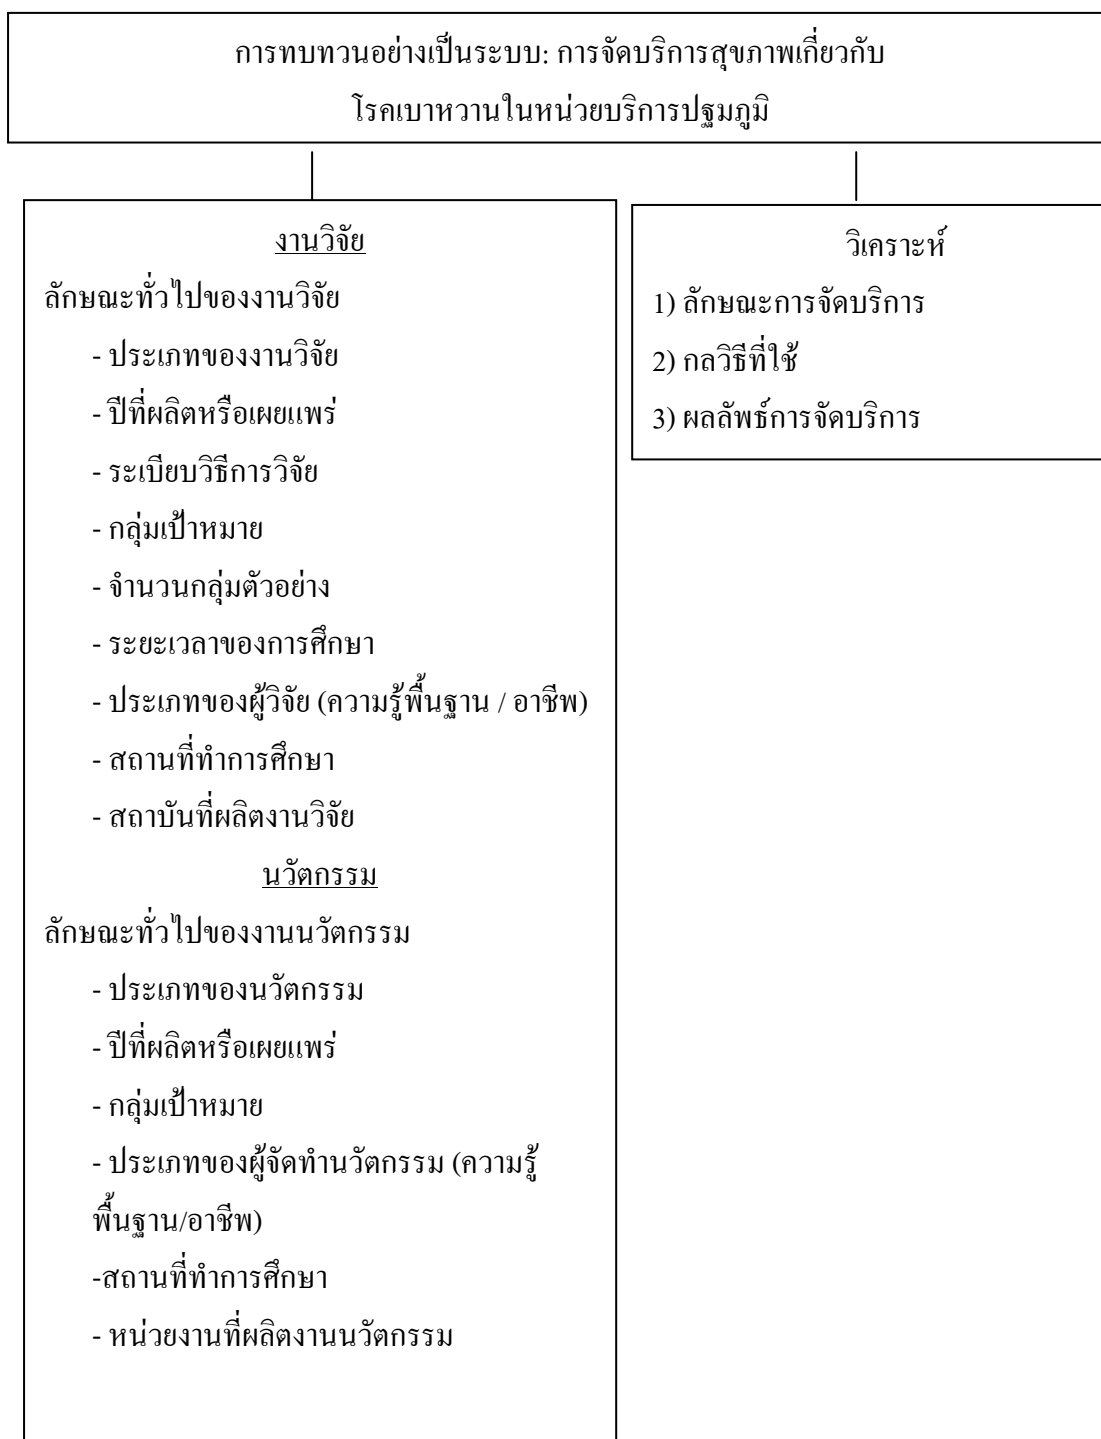 การทบทวนอย่างเป็นระบบ: การจัดบริการสุขภาพเกี่ยวกับ
โรคเบาหวานในหน่วยบริการปฐมภูมิ
งานวิจัย
ลักษณะทั่วไปของงานวิจัย
- ประเภทของงานวิจัย
- ปีที่ผลิตหรือเผยแพร่
- ระเบียบวิธีการวิจัย
- กลุ่มเป้าหมาย
- จำนวนกลุ่มตัวอย่าง
- ระยะเวลาของการศึกษา
- ประเภทของผู้วิจัย (ความรู้พื้นฐาน / อาชีพ)
- สถานที่ทำการศึกษา
- สถาบันที่ผลิตงานวิจัย
นวัตกรรม
ลักษณะทั่วไปของงานนวัตกรรม
- ประเภทของนวัตกรรม
- ปีที่ผลิตหรือเผยแพร่
- กลุ่มเป้าหมาย
- ประเภทของผู้จัดทำนวัตกรรม (ความรู้
พื้นฐาน/อาชีพ)
-สถานที่ทำการศึกษา
- หน่วยงานที่ผลิตงานนวัตกรรม
วิเคราะห์
1) ลักษณะการจัดบริการ
2) กลวิธีที่ใช้
3) ผลลัพธ์การจัดบริการ